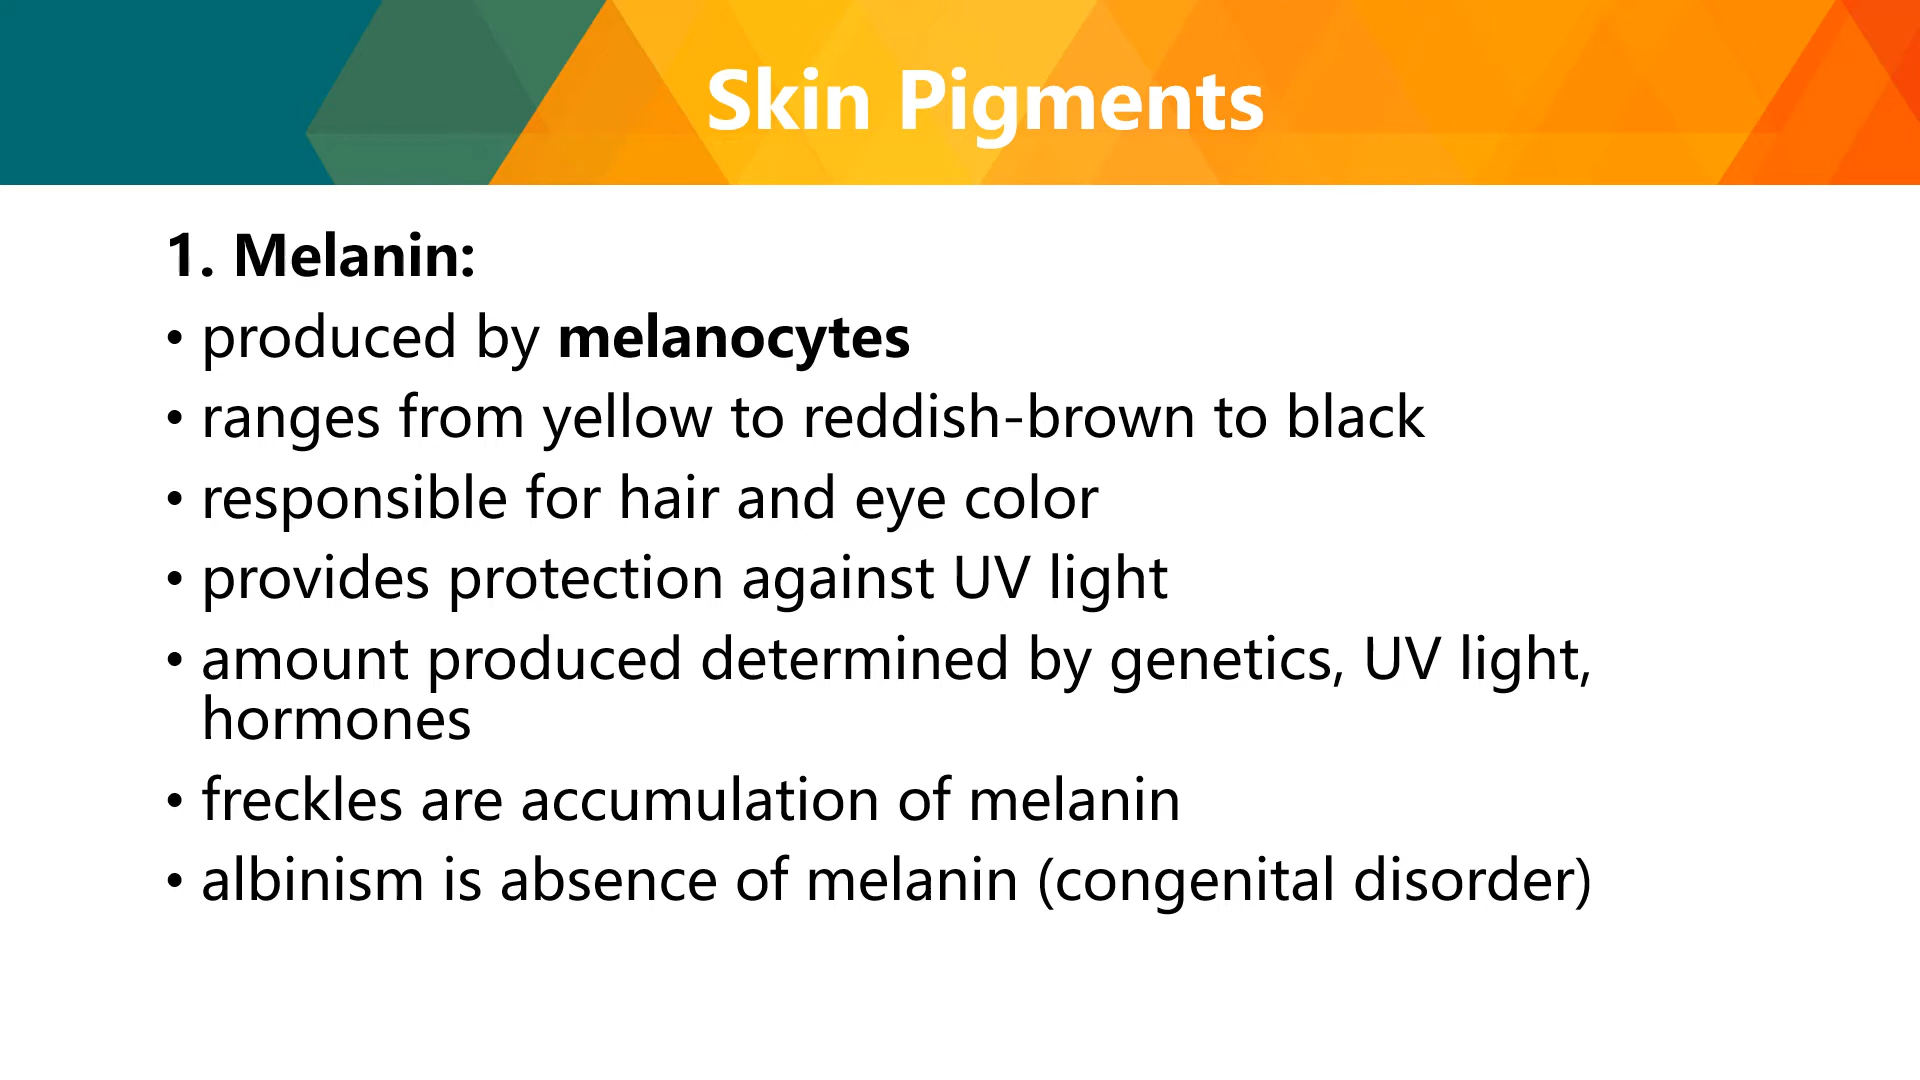 Skin Pigments
1. Melanin:
• produced by melanocytes
• ranges from yellow to reddish-brown to black
• responsible for hair and eye color
• provides protection against UV light
• amount produced determined by genetics, UV light,
hormones
• freckles are accumulation of melanin
• albinism is absence of melanin (congenital disorder)